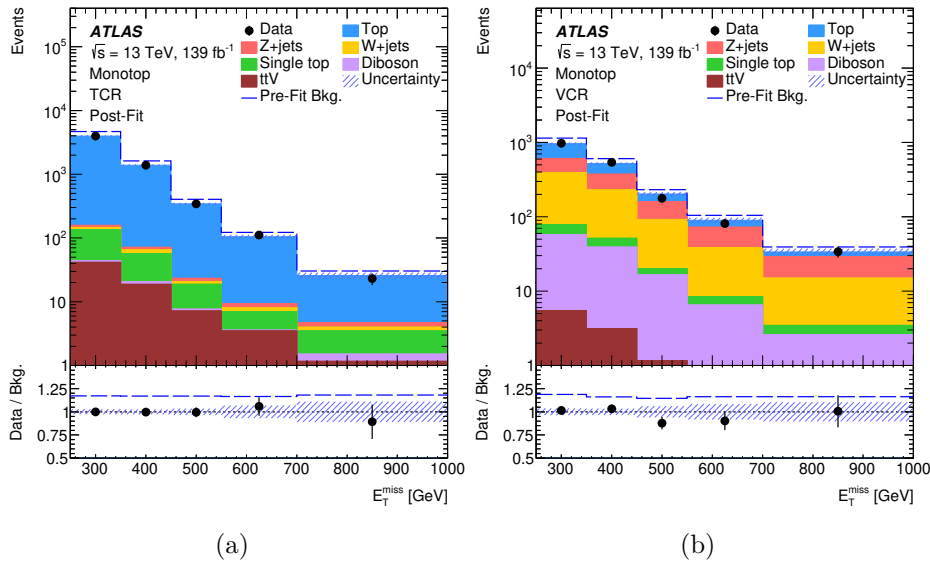 Events
ATLAS
√s = 13 TeV, 139 fb⁻¹
Monotop
TCR
Post-Fit
Data
Top
Z+jets
W+jets
Single top
Diboson
ttV
Uncertainty
Pre-Fit Bkg.
10⁵
10⁴
10³
10²
10
1
Data / Bkg.
1.25
1
0.75
0.5
300 400 500 600 700 800 900 1000
E_T^miss [GeV]
(a)
Events
ATLAS
√s = 13 TeV, 139 fb⁻¹
Monotop
VCR
Post-Fit
Data
Top
Z+jets
W+jets
Single top
Diboson
ttV
Uncertainty
Pre-Fit Bkg.
10⁴
10³
10²
10
1
Data / Bkg.
1.25
1
0.75
0.5
300 400 500 600 700 800 900 1000
E_T^miss [GeV]
(b)